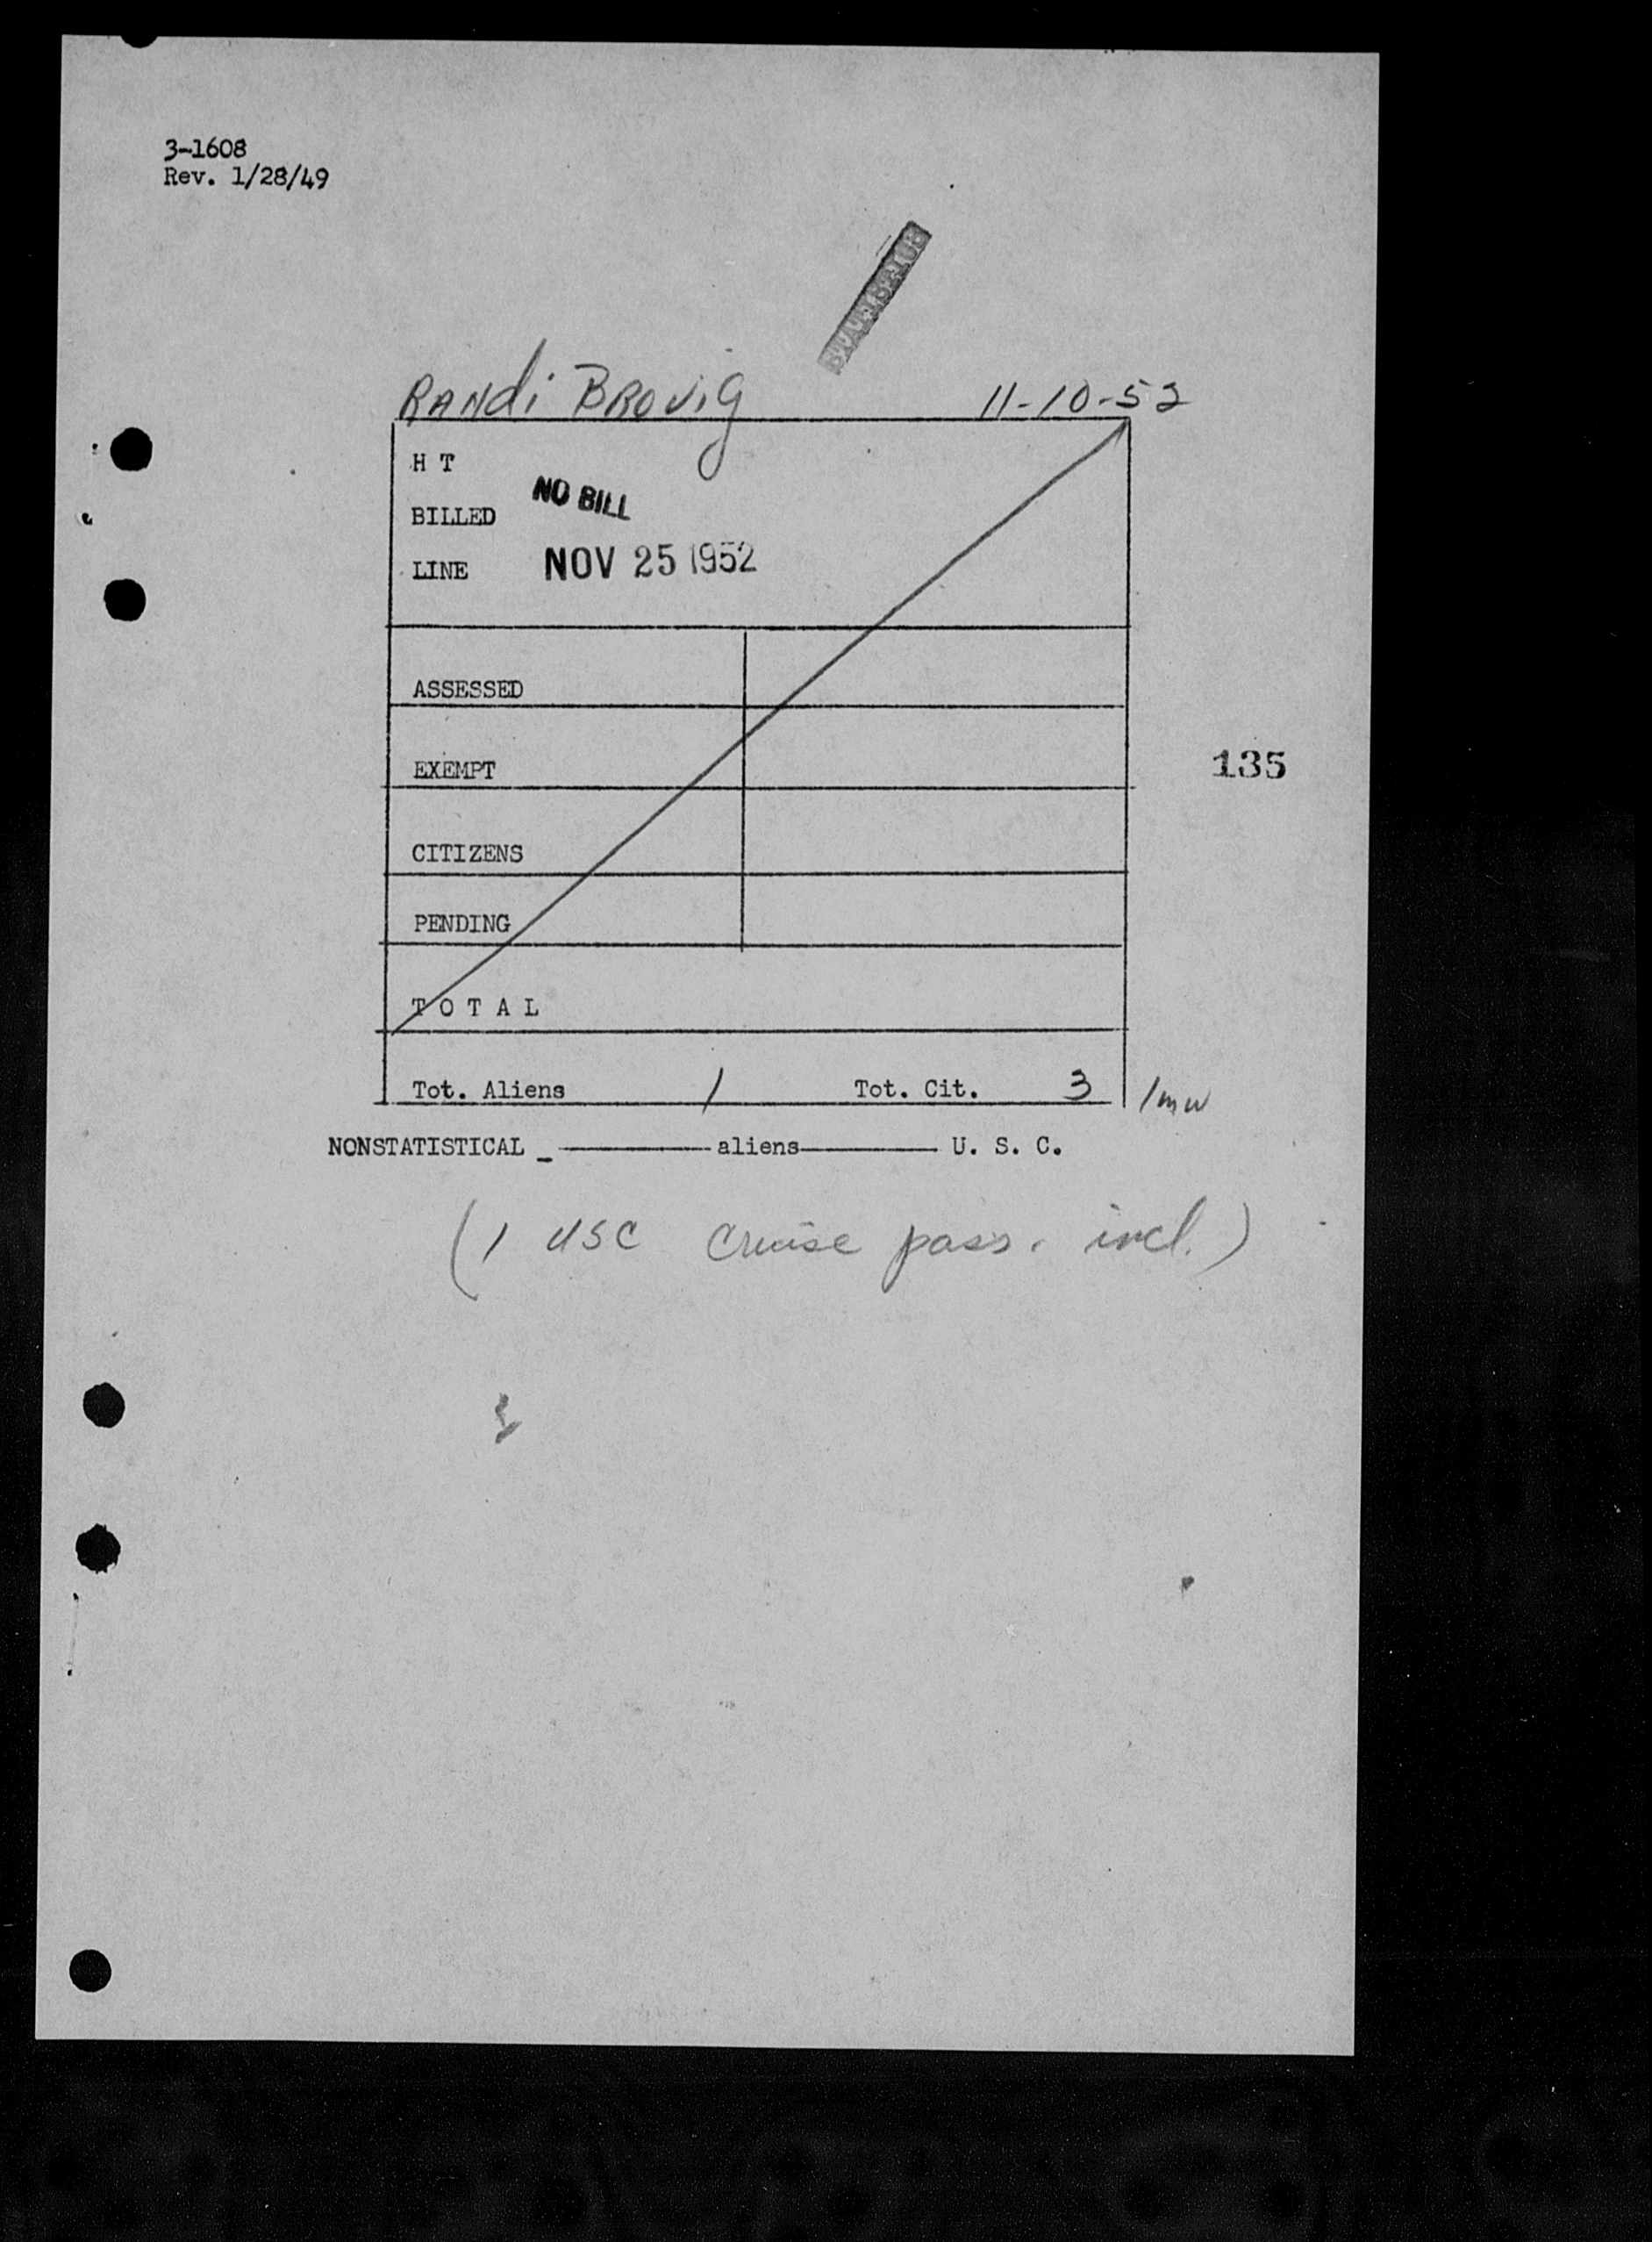 3-1608
Rev. 1/28/49
RANdi BROViG 11-10-52
H T
BILLED NO BILL
LINE NOV 25 1952
ASSESSED
EXEMPT
135
CITIZENS
PENDING
T O T A L
Tot. Aliens 1 Tot. Cit. 3 /mw
NONSTATISTICAL _ ———— aliens———— U. S. C.
(1 USC Cruise pass. incl.)